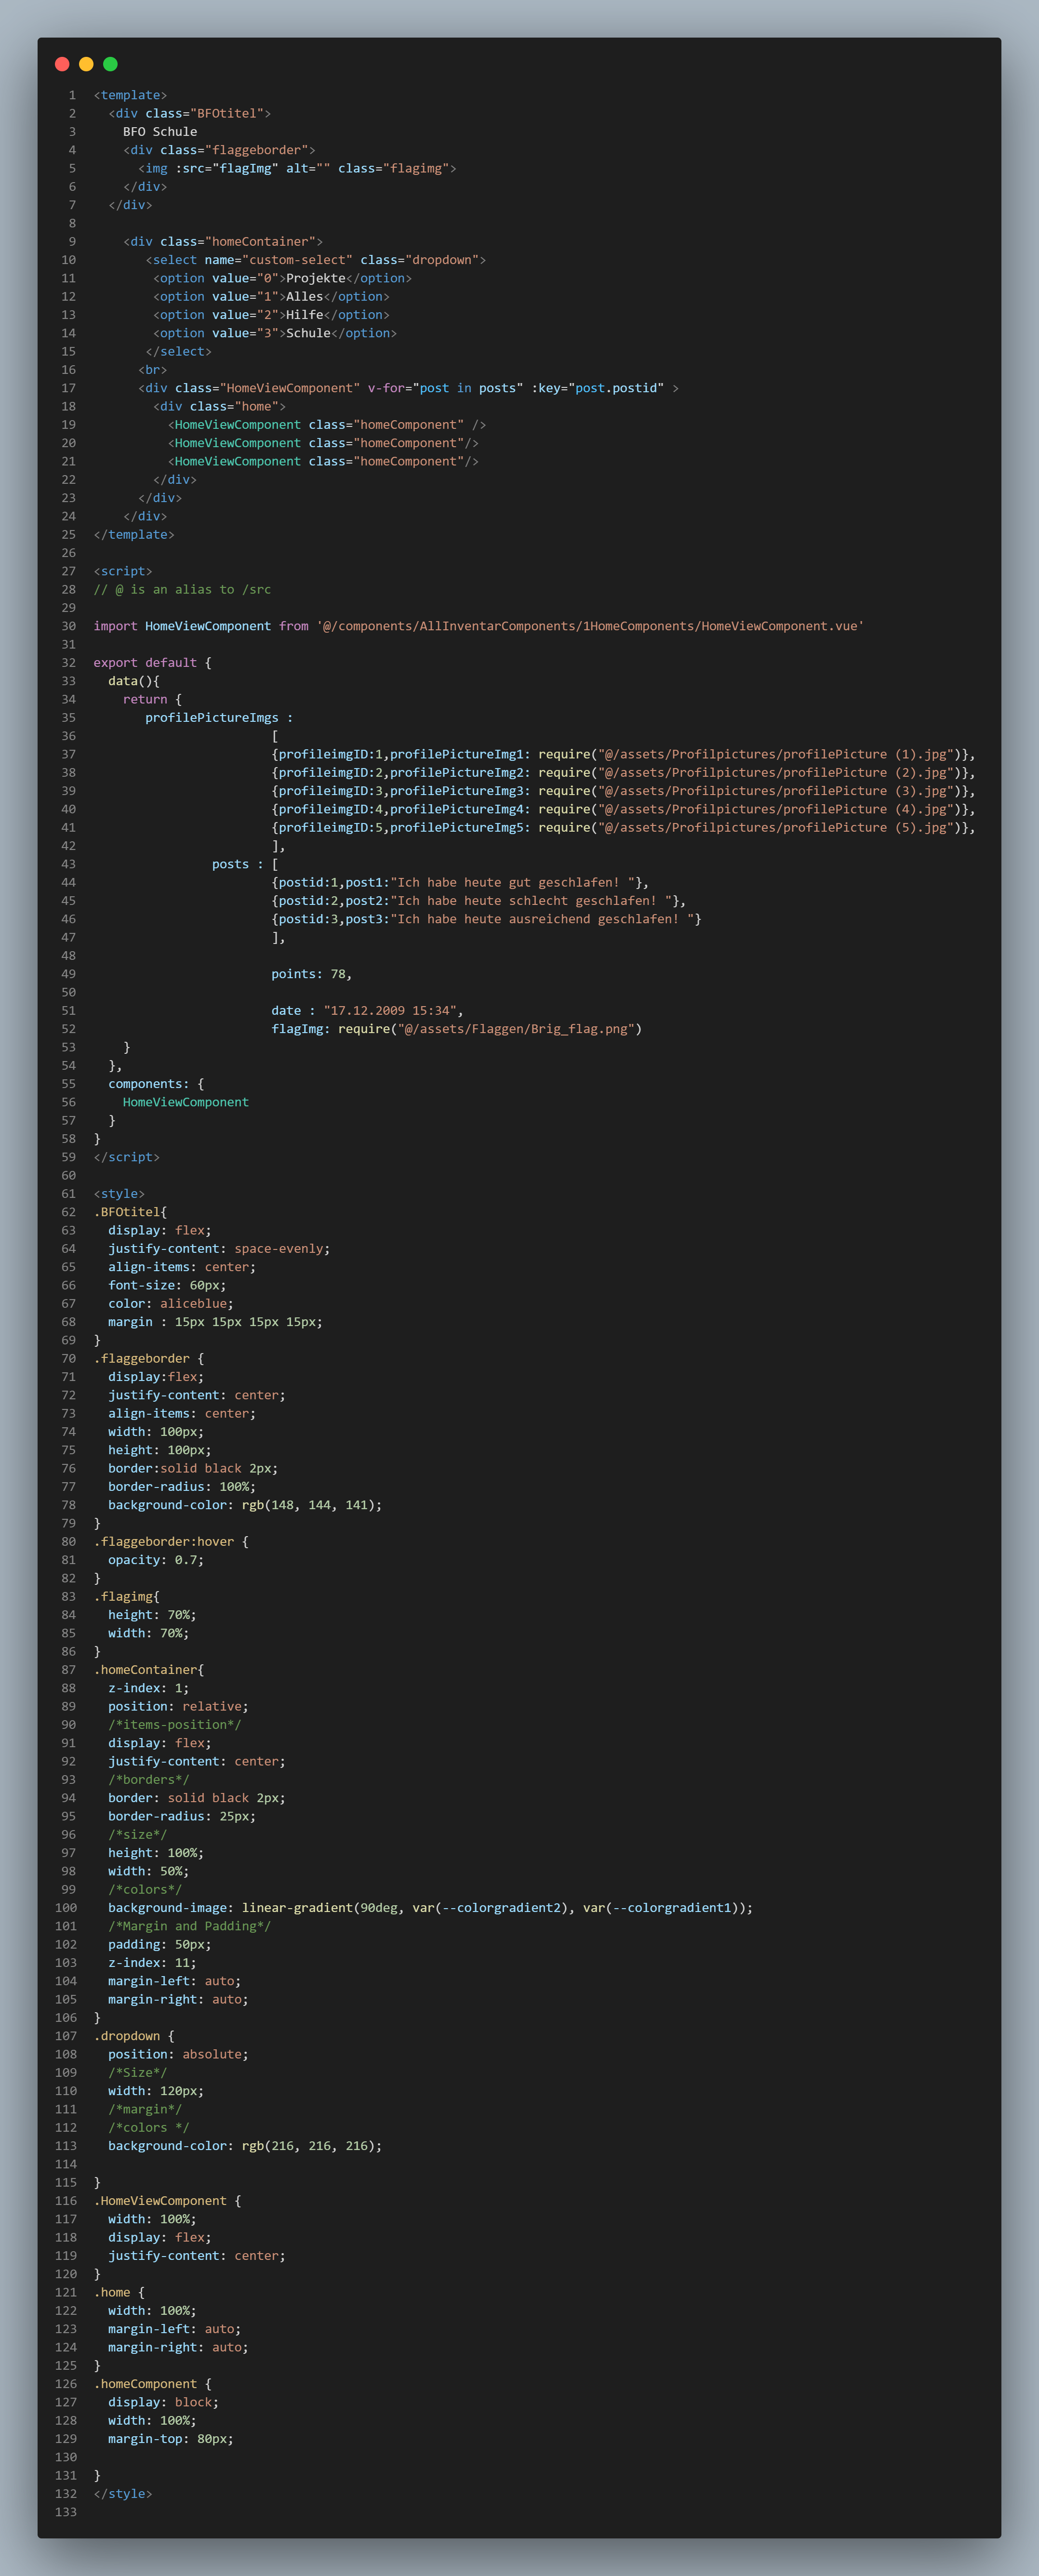 1 <template>
2   <div class="BFOtitel">
3     BFO Schule
4     <div class="flaggeborder">
5       <img :src="flagImg" alt="" class="flagimg">
6     </div>
7   </div>
8
9     <div class="homeContainer">
10        <select name="custom-select" class="dropdown">
11         <option value="0">Projekte</option>
12         <option value="1">Alles</option>
13         <option value="2">Hilfe</option>
14         <option value="3">Schule</option>
15        </select>
16       <br>
17       <div class="HomeViewComponent" v-for="post in posts" :key="post.postid" >
18         <div class="home">
19           <HomeViewComponent class="homeComponent" />
20           <HomeViewComponent class="homeComponent"/>
21           <HomeViewComponent class="homeComponent"/>
22         </div>
23       </div>
24     </div>
25 </template>
26
27 <script>
28 // @ is an alias to /src
29
30 import HomeViewComponent from '@/components/AllInventarComponents/1HomeComponents/HomeViewComponent.vue'
31
32 export default {
33   data(){
34     return {
35        profilePictureImgs :
36                         [
37                         {profileimgID:1,profilePictureImg1: require("@/assets/Profilpictures/profilePicture (1).jpg")},
38                         {profileimgID:2,profilePictureImg2: require("@/assets/Profilpictures/profilePicture (2).jpg")},
39                         {profileimgID:3,profilePictureImg3: require("@/assets/Profilpictures/profilePicture (3).jpg")},
40                         {profileimgID:4,profilePictureImg4: require("@/assets/Profilpictures/profilePicture (4).jpg")},
41                         {profileimgID:5,profilePictureImg5: require("@/assets/Profilpictures/profilePicture (5).jpg")},
42                         ],
43                 posts : [
44                         {postid:1,post1:"Ich habe heute gut geschlafen! "},
45                         {postid:2,post2:"Ich habe heute schlecht geschlafen! "},
46                         {postid:3,post3:"Ich habe heute ausreichend geschlafen! "}
47                         ],
48
49                         points: 78,
50
51                         date : "17.12.2009 15:34",
52                         flagImg: require("@/assets/Flaggen/Brig_flag.png")
53     }
54   },
55   components: {
56     HomeViewComponent
57   }
58 }
59 </script>
60
61 <style>
62 .BFOtitel{
63   display: flex;
64   justify-content: space-evenly;
65   align-items: center;
66   font-size: 60px;
67   color: aliceblue;
68   margin : 15px 15px 15px 15px;
69 }
70 .flaggeborder {
71   display:flex;
72   justify-content: center;
73   align-items: center;
74   width: 100px;
75   height: 100px;
76   border:solid black 2px;
77   border-radius: 100%;
78   background-color: rgb(148, 144, 141);
79 }
80 .flaggeborder:hover {
81   opacity: 0.7;
82 }
83 .flagimg{
84   height: 70%;
85   width: 70%;
86 }
87 .homeContainer{
88   z-index: 1;
89   position: relative;
90   /*items-position*/
91   display: flex;
92   justify-content: center;
93   /*borders*/
94   border: solid black 2px;
95   border-radius: 25px;
96   /*size*/
97   height: 100%;
98   width: 50%;
99   /*colors*/
100   background-image: linear-gradient(90deg, var(--colorgradient2), var(--colorgradient1));
101   /*Margin and Padding*/
102   padding: 50px;
103   z-index: 11;
104   margin-left: auto;
105   margin-right: auto;
106 }
107 .dropdown {
108   position: absolute;
109   /*Size*/
110   width: 120px;
111   /*margin*/
112   /*colors */
113   background-color: rgb(216, 216, 216);
114
115 }
116 .HomeViewComponent {
117   width: 100%;
118   display: flex;
119   justify-content: center;
120 }
121 .home {
122   width: 100%;
123   margin-left: auto;
124   margin-right: auto;
125 }
126 .homeComponent {
127   display: block;
128   width: 100%;
129   margin-top: 80px;
130
131 }
132 </style>
133